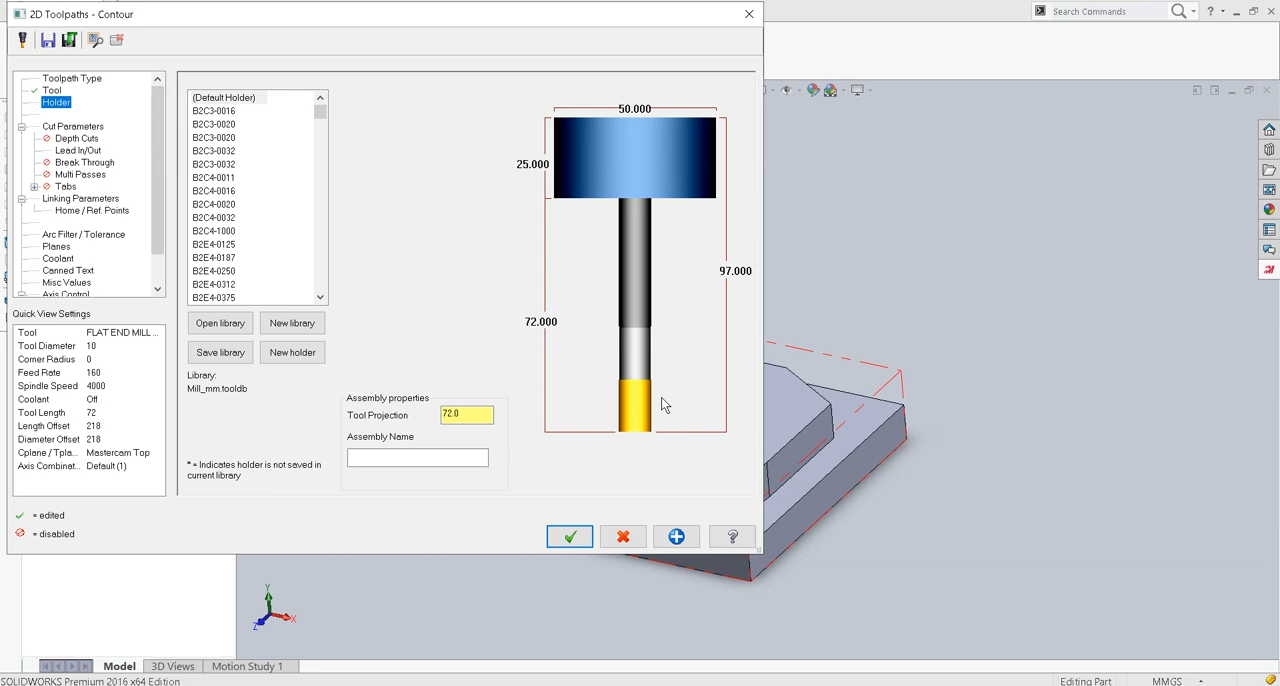 2D Toolpaths - Contour
Search Commands
?
Toolpath Type
Tool
Holder
Cut Parameters
Depth Cuts
Lead In/Out
Break Through
Multi Passes
Tabs
Linking Parameters
Home / Ref. Points
Arc Filter / Tolerance
Planes
Coolant
Canned Text
Misc Values
Axis Control
Quick View Settings
Tool FLAT END MILL ...
Tool Diameter 10
Corner Radius 0
Feed Rate 160
Spindle Speed 4000
Coolant Off
Tool Length 72
Length Offset 218
Diameter Offset 218
Cplane / Tpla... Mastercam Top
Axis Combinat... Default (1)
= edited
= disabled
(Default Holder)
B2C3-0016
B2C3-0020
B2C3-0020
B2C3-0032
B2C3-0032
B2C4-0011
B2C4-0016
B2C4-0020
B2C4-0032
B2C4-1000
B2E4-0125
B2E4-0187
B2E4-0250
B2E4-0312
B2E4-0375
Open library New library
Save library New holder
Library:
Mill_mm.tooldb
* = Indicates holder is not saved in
current library
Assembly properties
Tool Projection 72.0
Assembly Name
50.000
25.000
97.000
72.000
?
Y
X
Z
Model 3D Views Motion Study 1
SOLIDWORKS Premium 2016 x64 Edition
Editing Part MMGS